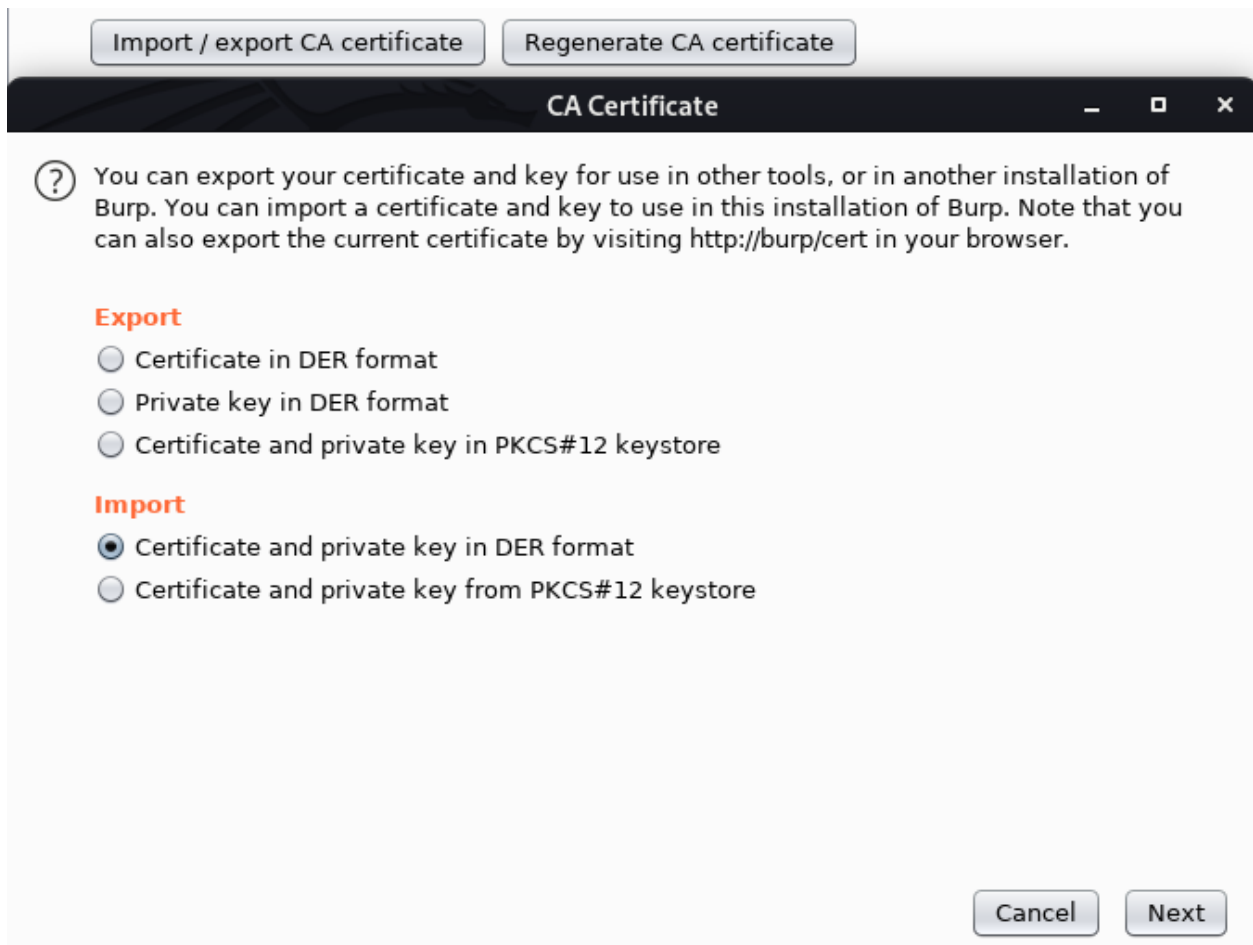 Import / export CA certificate
Regenerate CA certificate
CA Certificate
You can export your certificate and key for use in other tools, or in another installation of
Burp. You can import a certificate and key to use in this installation of Burp. Note that you
can also export the current certificate by visiting http://burp/cert in your browser.
Export
Certificate in DER format
Private key in DER format
Certificate and private key in PKCS#12 keystore
Import
Certificate and private key in DER format
Certificate and private key from PKCS#12 keystore
Cancel
Next